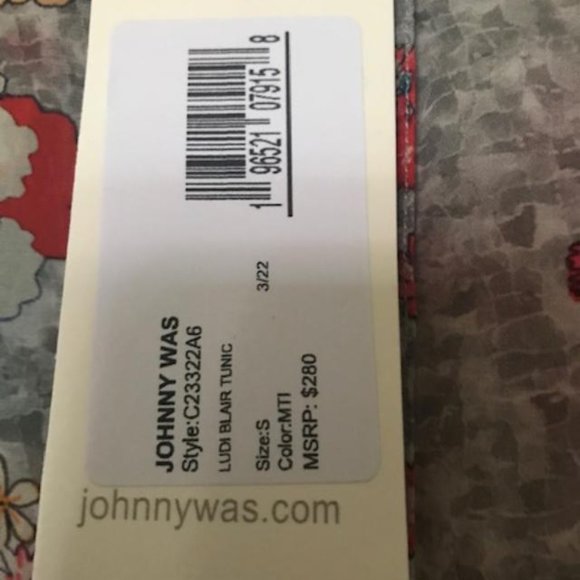 JOHNNY WAS
Style:C23322A6
LUDI BLAIR TUNIC
3/22
Size:S
Color:MTI
MSRP: $280
1 96521 07915 8
johnnywas.com